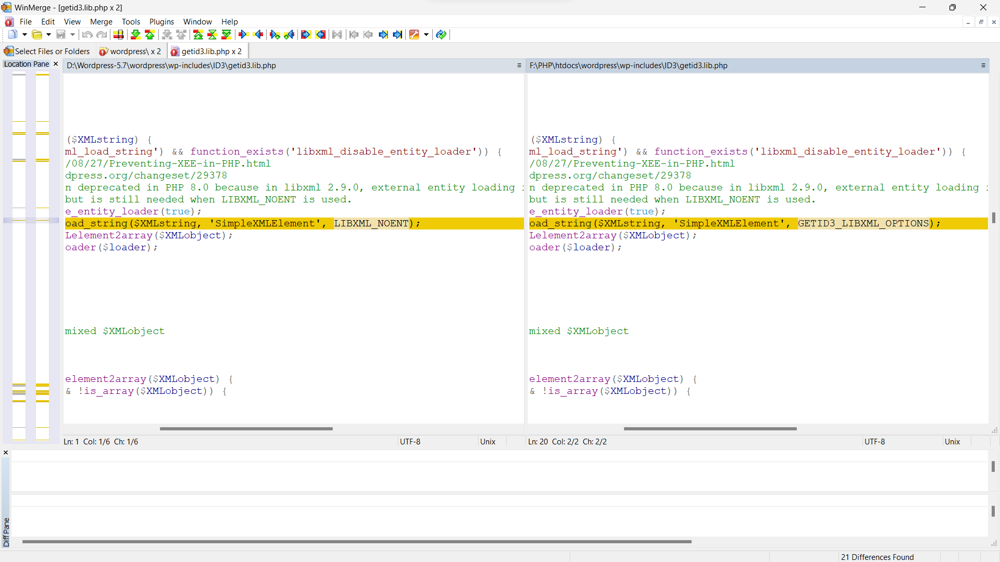 WinMerge - [getid3.lib.php x 2]
File Edit View Merge Tools Plugins Window Help
Select Files or Folders wordpress\ x 2 getid3.lib.php x 2
Location Pane
D:\Wordpress-5.7\wordpress\wp-includes\ID3\getid3.lib.php
($XMLstring) {
ml_load_string') && function_exists('libxml_disable_entity_loader')) {
/08/27/Preventing-XEE-in-PHP.html
dpress.org/changeset/29378
n deprecated in PHP 8.0 because in libxml 2.9.0, external entity loading
but is still needed when LIBXML_NOENT is used.
e_entity_loader(true);
oad_string($XMLstring, 'SimpleXMLElement', LIBXML_NOENT);
Lelement2array($XMLobject);
oader($loader);
mixed $XMLobject
element2array($XMLobject) {
& !is_array($XMLobject)) {
Ln: 1 Col: 1/6 Ch: 1/6 UTF-8 Unix
F:\PHP\htdocs\wordpress\wp-includes\ID3\getid3.lib.php
($XMLstring) {
ml_load_string') && function_exists('libxml_disable_entity_loader')) {
/08/27/Preventing-XEE-in-PHP.html
dpress.org/changeset/29378
n deprecated in PHP 8.0 because in libxml 2.9.0, external entity loading
but is still needed when LIBXML_NOENT is used.
e_entity_loader(true);
oad_string($XMLstring, 'SimpleXMLElement', GETID3_LIBXML_OPTIONS);
Lelement2array($XMLobject);
oader($loader);
mixed $XMLobject
element2array($XMLobject) {
& !is_array($XMLobject)) {
Ln: 20 Col: 2/2 Ch: 2/2 UTF-8 Unix
Diff Pane
21 Differences Found